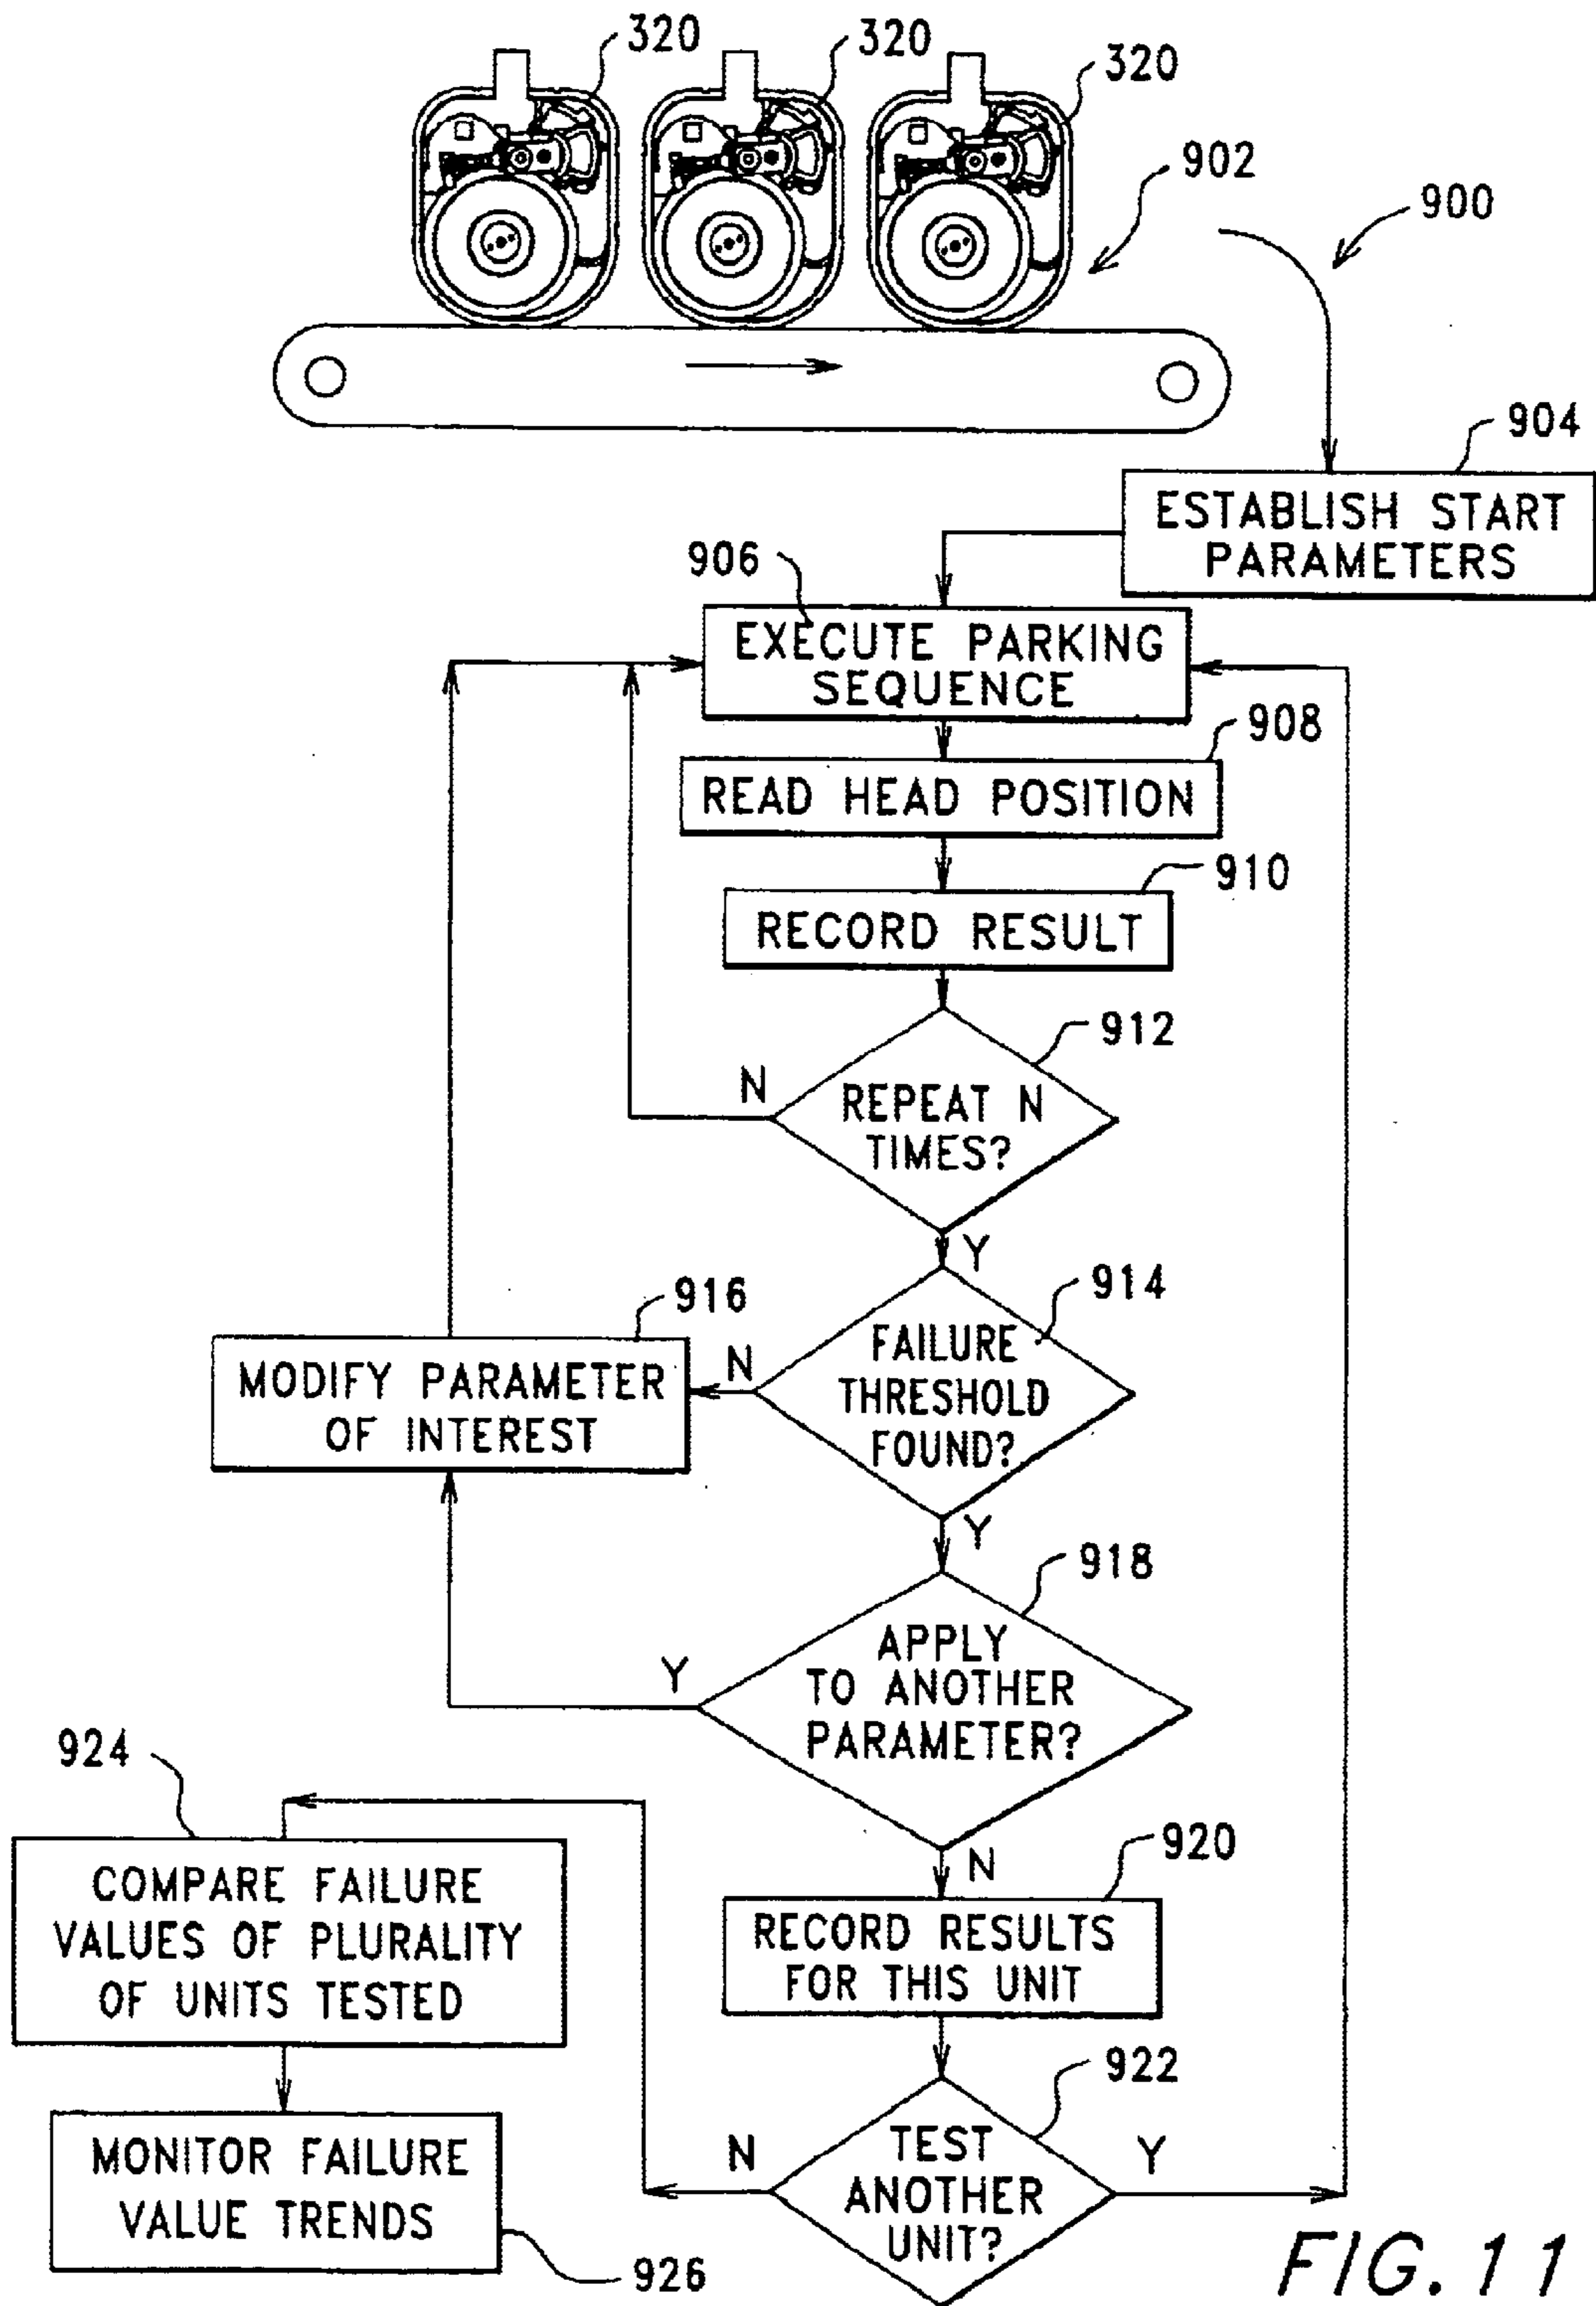 320
320
320
902
900
904
ESTABLISH START
PARAMETERS
906
EXECUTE PARKING
SEQUENCE
908
READ HEAD POSITION
910
RECORD RESULT
912
N
REPEAT N
TIMES?
Y
914
916
FAILURE
THRESHOLD
FOUND?
N
MODIFY PARAMETER
OF INTEREST
Y
918
APPLY
TO ANOTHER
PARAMETER?
Y
N
920
RECORD RESULTS
FOR THIS UNIT
922
TEST
ANOTHER
UNIT?
Y
N
924
COMPARE FAILURE
VALUES OF PLURALITY
OF UNITS TESTED
MONITOR FAILURE
VALUE TRENDS
926
FIG. 11